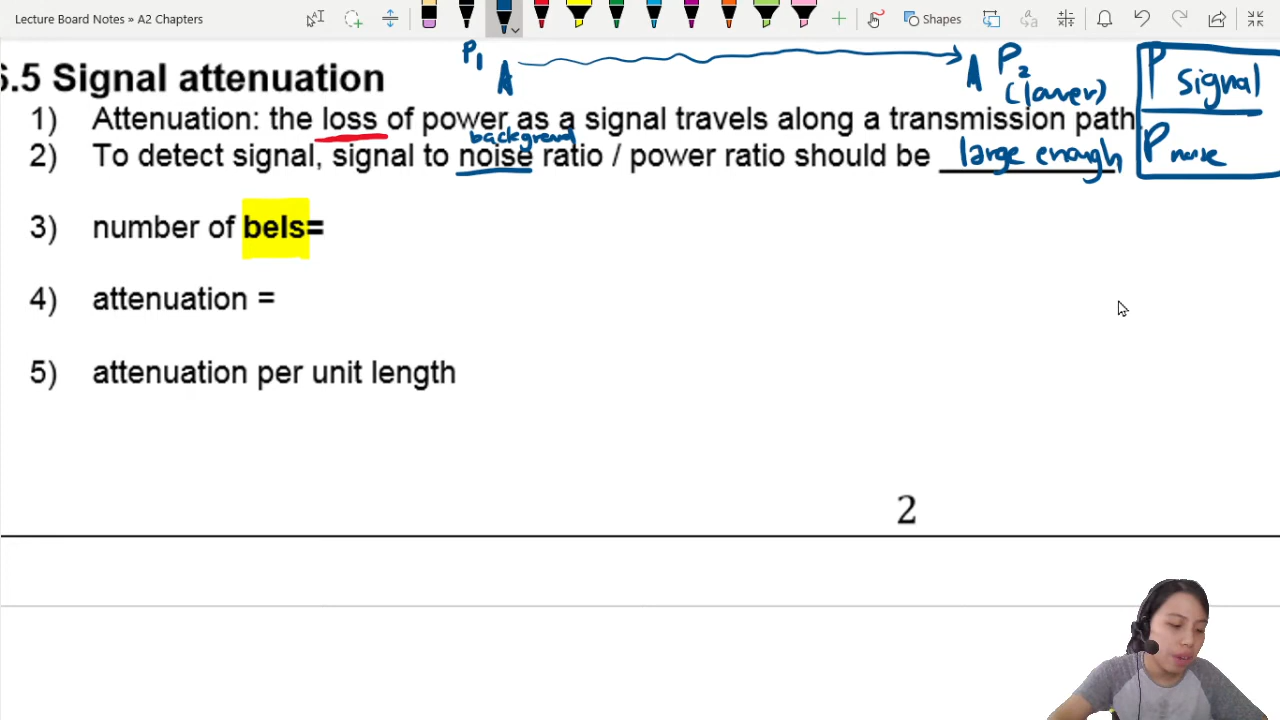 Lecture Board Notes » A2 Chapters
Shapes
P1 A A P2 (lower)
6.5 Signal attenuation
P signal
1) Attenuation: the loss of power as a signal travels along a transmission path
background
2) To detect signal, signal to noise ratio / power ratio should be large enough
P noise
3) number of bels=
4) attenuation =
5) attenuation per unit length
2